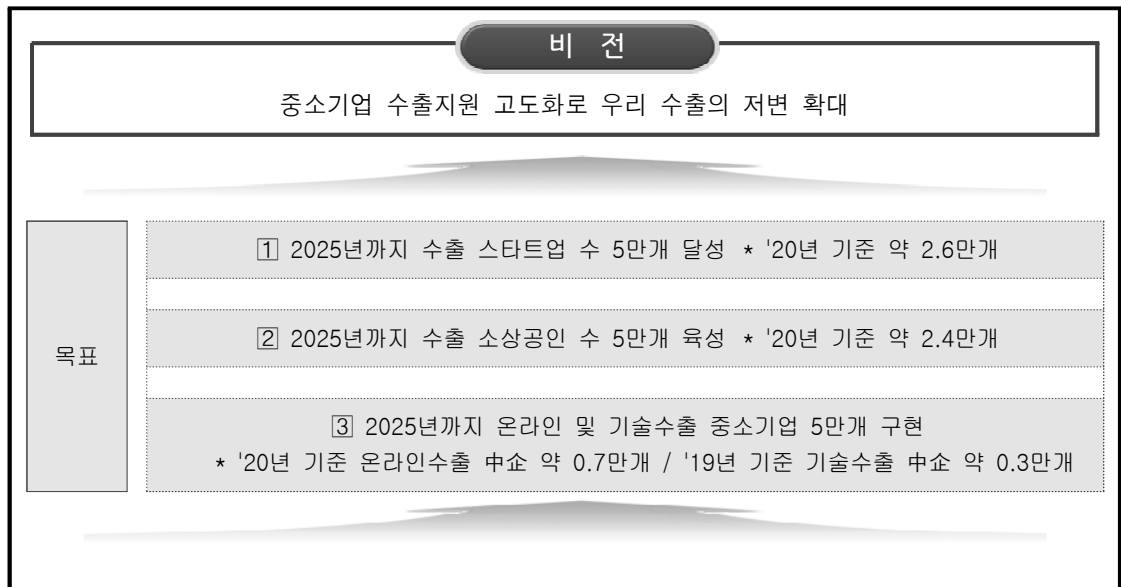 비 전
중소기업 수출지원 고도화로 우리 수출의 저변 확대
목표
1 2025년까지 수출 스타트업 수 5만개 달성 * '20년 기준 약 2.6만개
2 2025년까지 수출 소상공인 수 5만개 육성 * '20년 기준 약 2.4만개
3 2025년까지 온라인 및 기술수출 중소기업 5만개 구현
* '20년 기준 온라인수출 中企 약 0.7만개 / '19년 기준 기술수출 中企 약 0.3만개